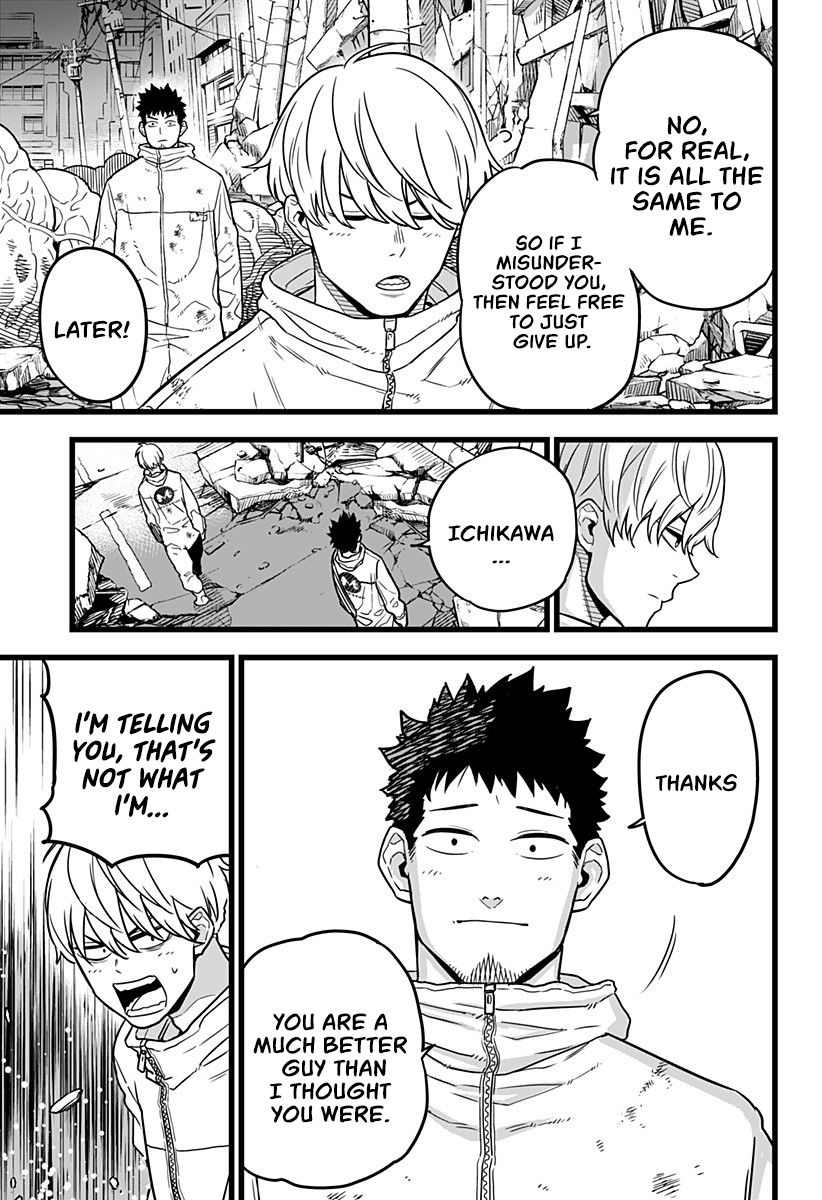 NO,
FOR REAL,
IT IS ALL THE
SAME TO
ME.
SO IF I
MISUNDER-
STOOD YOU,
THEN FEEL FREE
TO JUST
GIVE UP.
LATER!
ICHIKAWA
...
THANKS
YOU ARE A
MUCH BETTER
GUY THAN
I THOUGHT
YOU WERE.
I'M TELLING
YOU, THAT'S
NOT WHAT
I'M...